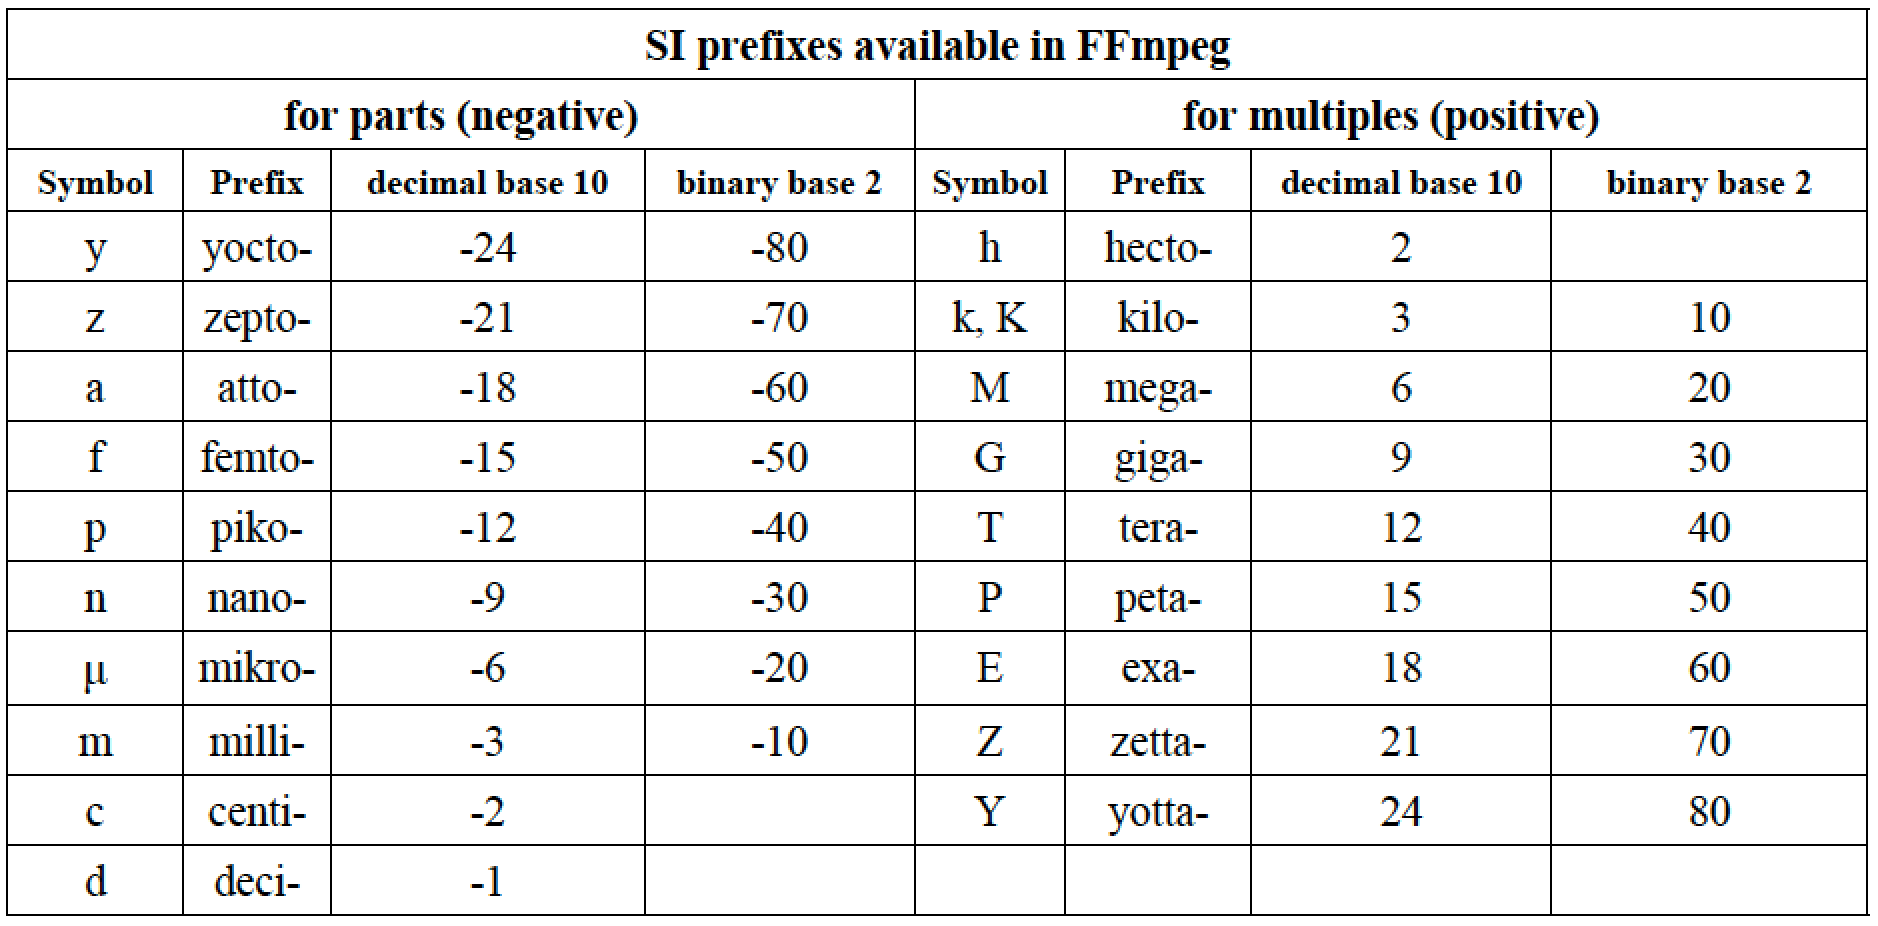 SI prefixes available in FFmpeg
for parts (negative) for multiples (positive)
Symbol Prefix decimal base 10 binary base 2 Symbol Prefix decimal base 10 binary base 2
y yocto- -24 -80 h hecto- 2
z zepto- -21 -70 k, K kilo- 3 10
a atto- -18 -60 M mega- 6 20
f femto- -15 -50 G giga- 9 30
p piko- -12 -40 T tera- 12 40
n nano- -9 -30 P peta- 15 50
μ mikro- -6 -20 E exa- 18 60
m milli- -3 -10 Z zetta- 21 70
c centi- -2 Y yotta- 24 80
d deci- -1